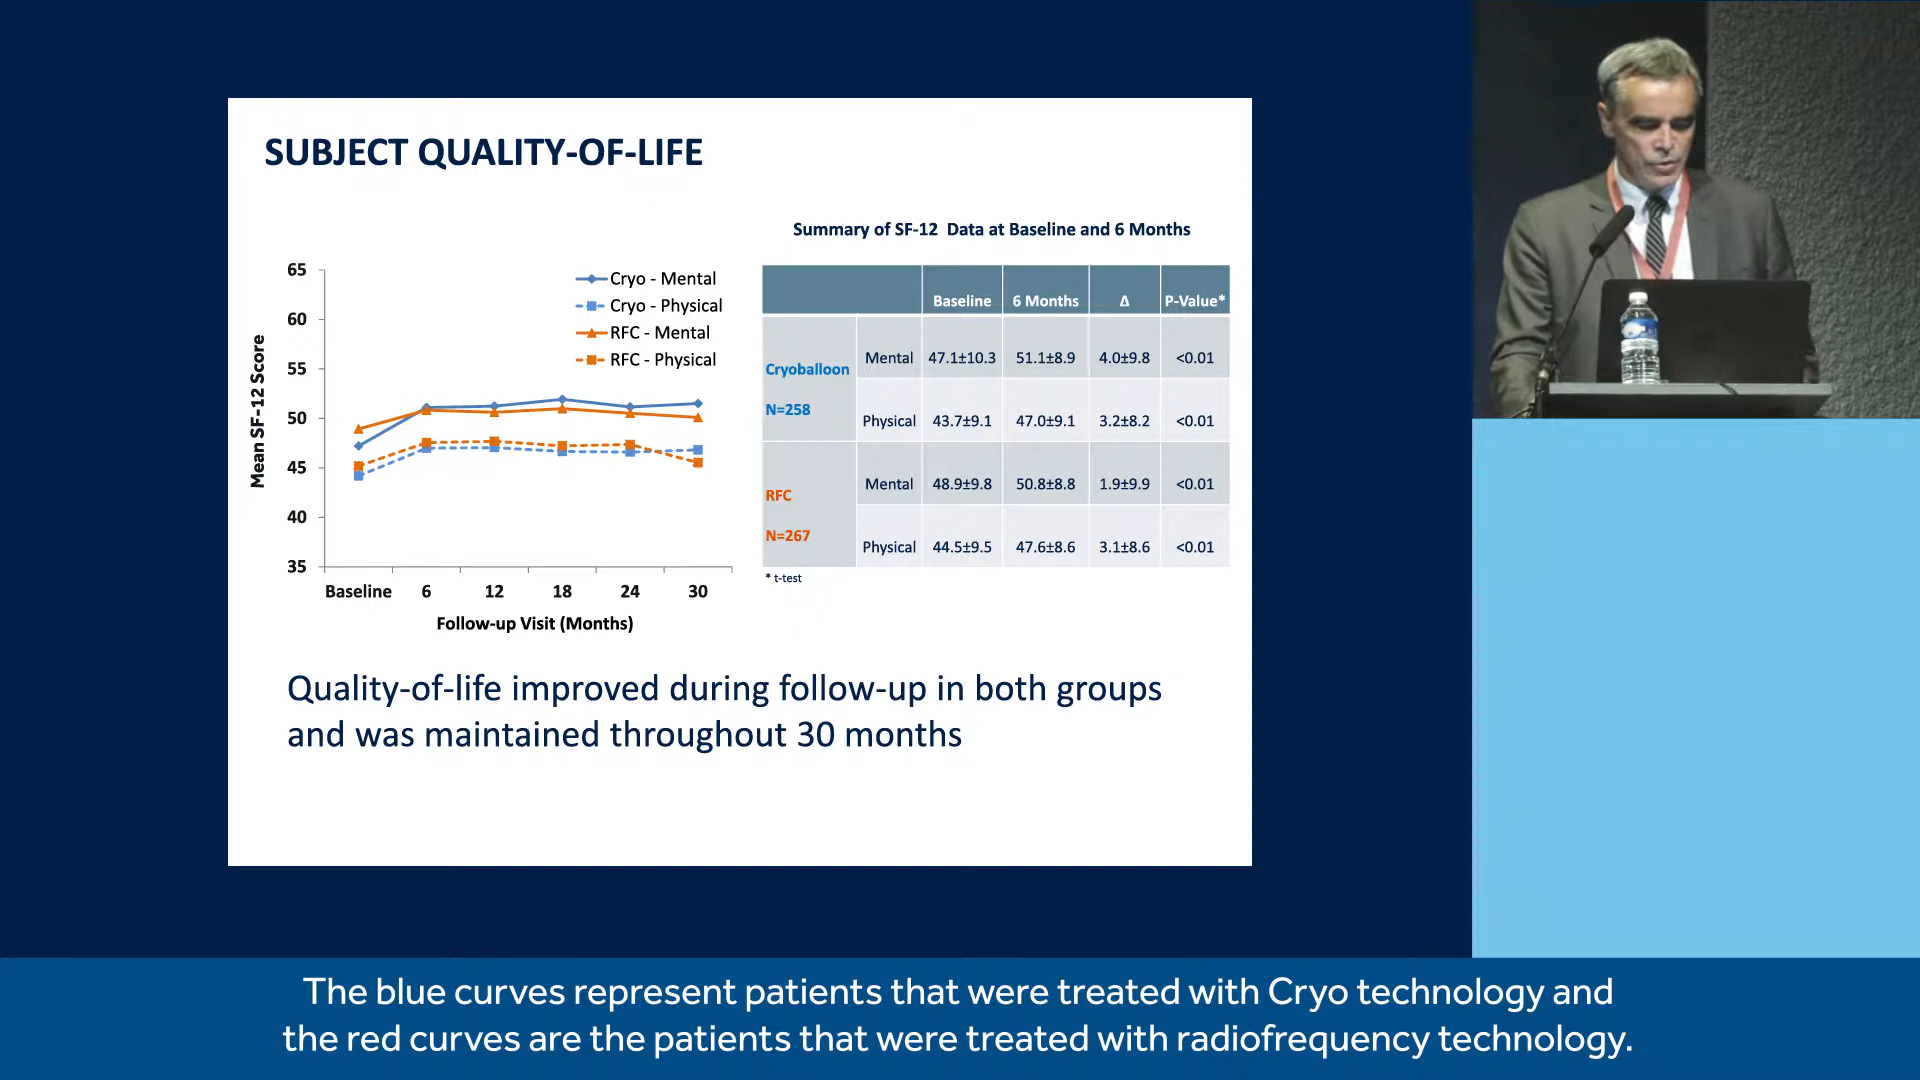 SUBJECT QUALITY-OF-LIFE
Mean SF-12 Score
65
60
55
50
45
40
35
Cryo - Mental
Cryo - Physical
RFC - Mental
RFC - Physical
Baseline 6 12 18 24 30
Follow-up Visit (Months)
Summary of SF-12 Data at Baseline and 6 Months
Baseline 6 Months Δ P-Value*
Cryoballoon
N=258
Mental 47.1±10.3 51.1±8.9 4.0±9.8 <0.01
Physical 43.7±9.1 47.0±9.1 3.2±8.2 <0.01
RFC
N=267
Mental 48.9±9.8 50.8±8.8 1.9±9.9 <0.01
Physical 44.5±9.5 47.6±8.6 3.1±8.6 <0.01
* t-test
Quality-of-life improved during follow-up in both groups
and was maintained throughout 30 months
The blue curves represent patients that were treated with Cryo technology and
the red curves are the patients that were treated with radiofrequency technology.